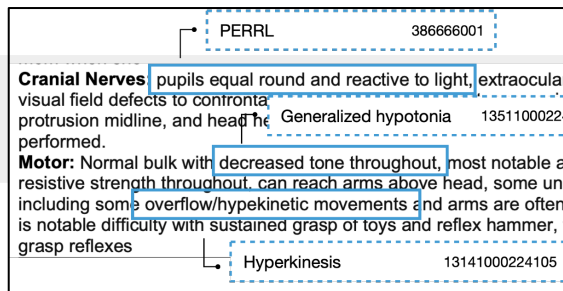 PERRL 386666001
Cranial Nerves: pupils equal round and reactive to light, extraocula
visual field defects to confronta
Generalized hypotonia 1351100022
protrusion midline, and head he
performed.
Motor: Normal bulk with decreased tone throughout, most notable a
resistive strength throughout, can reach arms above head, some un
including some overflow/hypekinetic movements and arms are often
is notable difficulty with sustained grasp of toys and reflex hammer,
grasp reflexes
Hyperkinesis 13141000224105